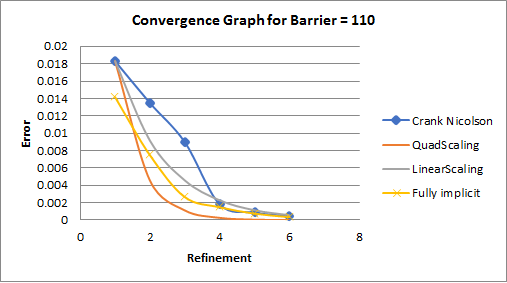 Convergence Graph for Barrier = 110
0.02
0.018
0.016
0.014
0.012
0.01
0.008
0.006
0.004
0.002
0
Error
0 2 4 6 8
Refinement
Crank Nicolson
QuadScaling
LinearScaling
Fully implicit